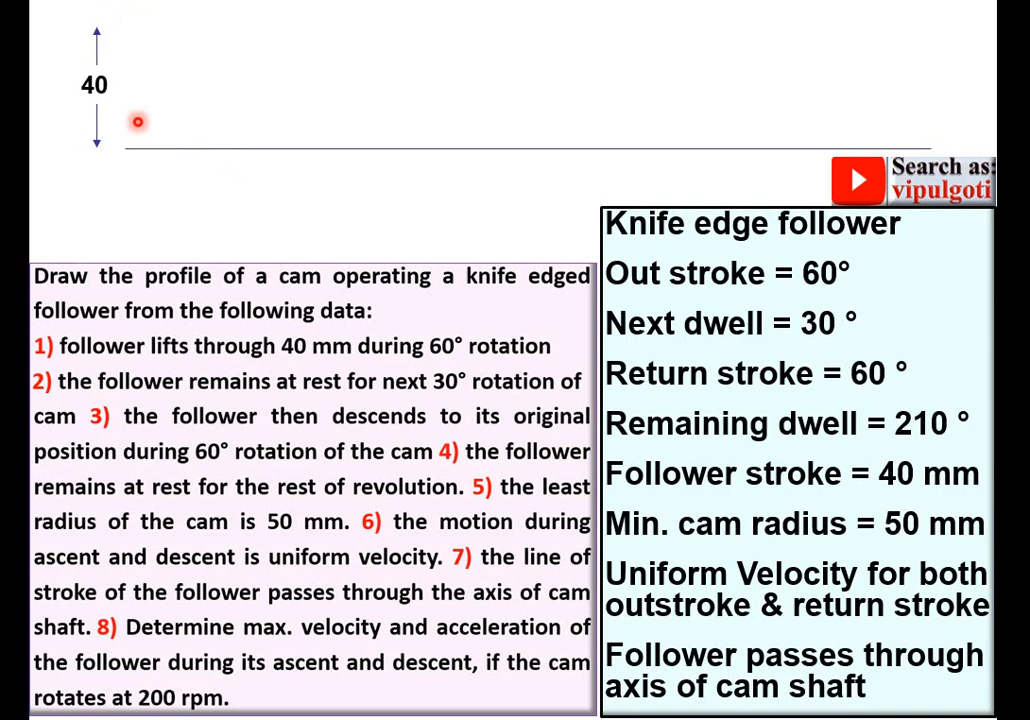 40
Search as:
vipulgoti
Knife edge follower
Out stroke = 60°
Next dwell = 30 °
Return stroke = 60 °
Remaining dwell = 210 °
Follower stroke = 40 mm
Min. cam radius = 50 mm
Uniform Velocity for both
outstroke & return stroke
Follower passes through
axis of cam shaft
Draw the profile of a cam operating a knife edged
follower from the following data:
1) follower lifts through 40 mm during 60° rotation
2) the follower remains at rest for next 30° rotation of
cam 3) the follower then descends to its original
position during 60° rotation of the cam 4) the follower
remains at rest for the rest of revolution. 5) the least
radius of the cam is 50 mm. 6) the motion during
ascent and descent is uniform velocity. 7) the line of
stroke of the follower passes through the axis of cam
shaft. 8) Determine max. velocity and acceleration of
the follower during its ascent and descent, if the cam
rotates at 200 rpm.